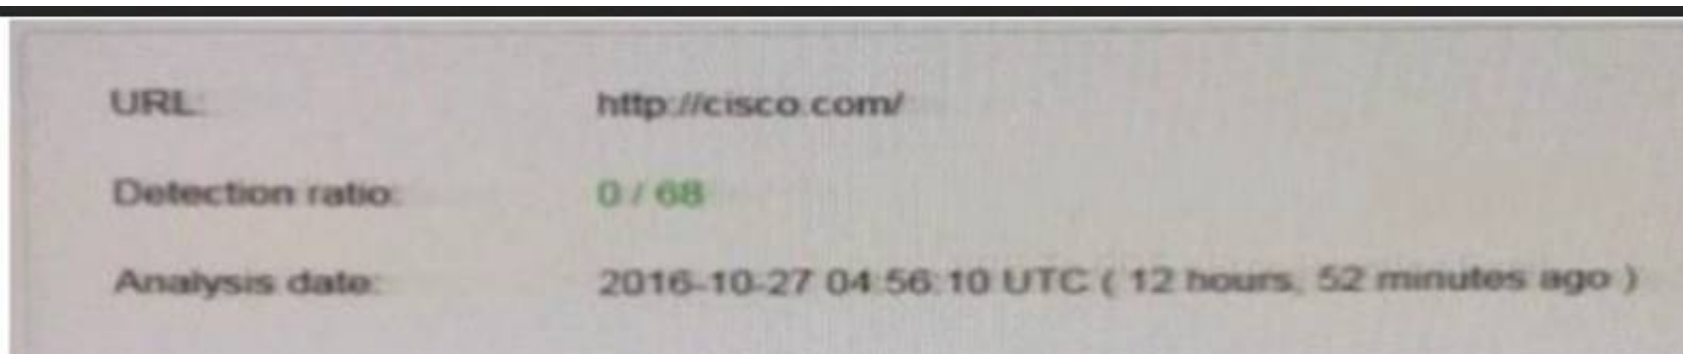 URL: http://cisco.com/
Detection ratio: 0 / 68
Analysis date: 2016-10-27 04:56:10 UTC ( 12 hours, 52 minutes ago )